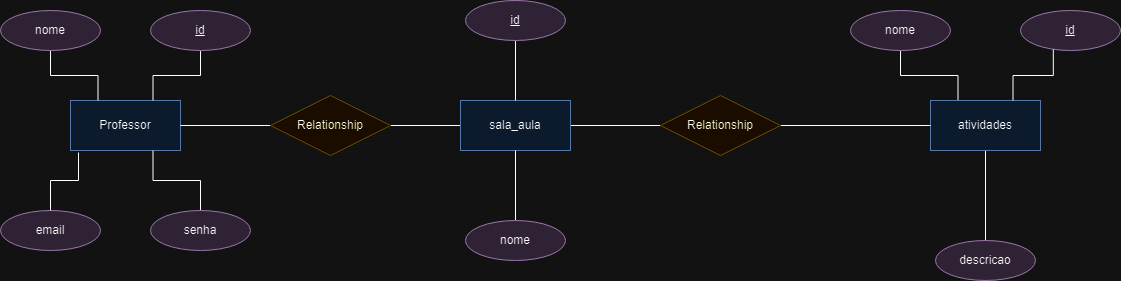 nome
id
id
nome
id
Professor
Relationship
sala_aula
Relationship
atividades
email
senha
nome
descricao